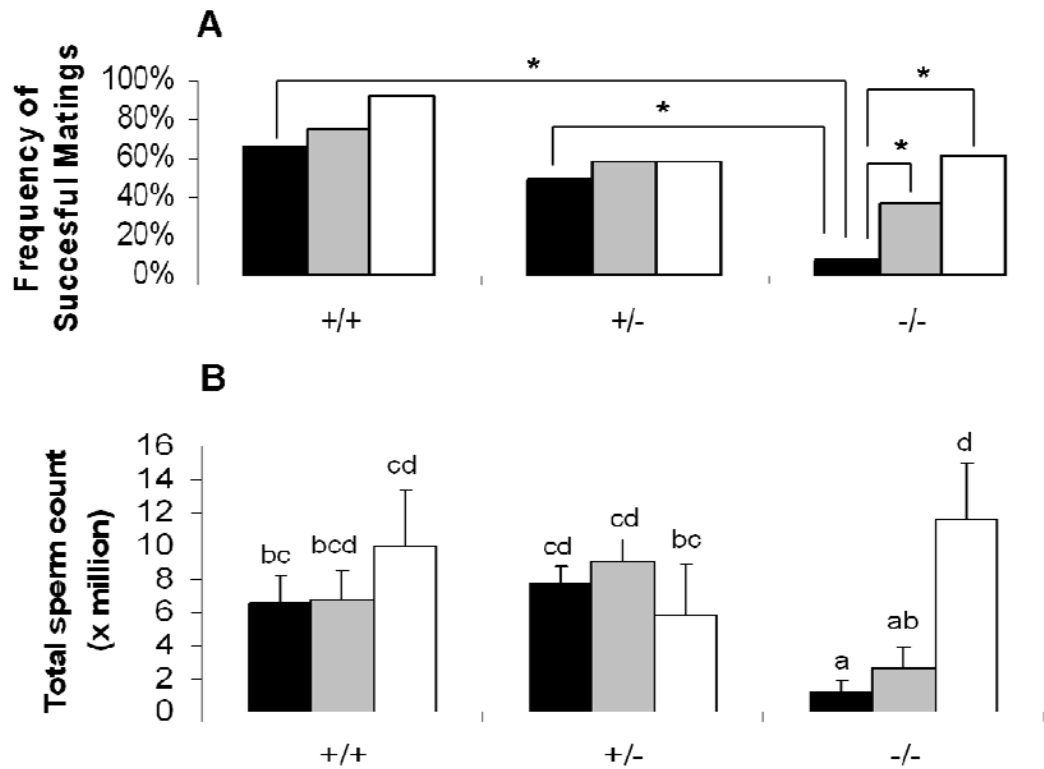 A
Frequency of
Succesful Matings
100%
80%
60%
40%
20%
0%
*
*
*
*
+/+
+/-
-/-
B
Total sperm count
(x million)
16
14
12
10
8
6
4
2
0
bc
bcd
cd
cd
cd
bc
a
ab
d
+/+
+/-
-/-